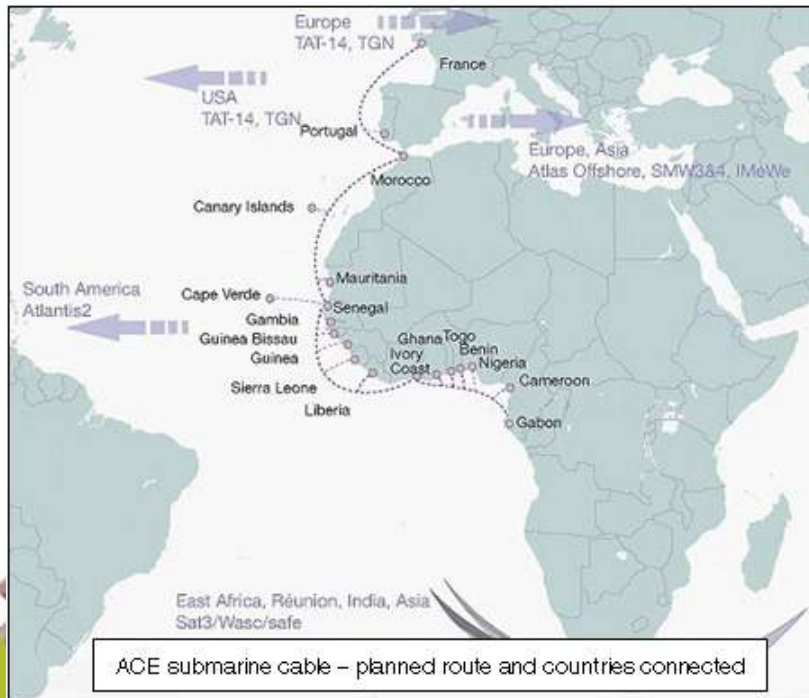 Europe
TAT-14, TGN
France
USA
TAT-14, TGN
Portugal
Europe, Asia
Atlas Offshore, SMW3&4, IMeWe
Morocco
Canary Islands
Mauritania
South America
Atlantis2
Cape Verde
Senegal
Gambia
Guinea Bissau
Guinea
Sierra Leone
Liberia
Ghana
Togo
Ivory
Coast
Benin
Nigeria
Cameroon
Gabon
East Africa, Réunion, India, Asia
Sat3/Wasc/safe
ACE submarine cable – planned route and countries connected